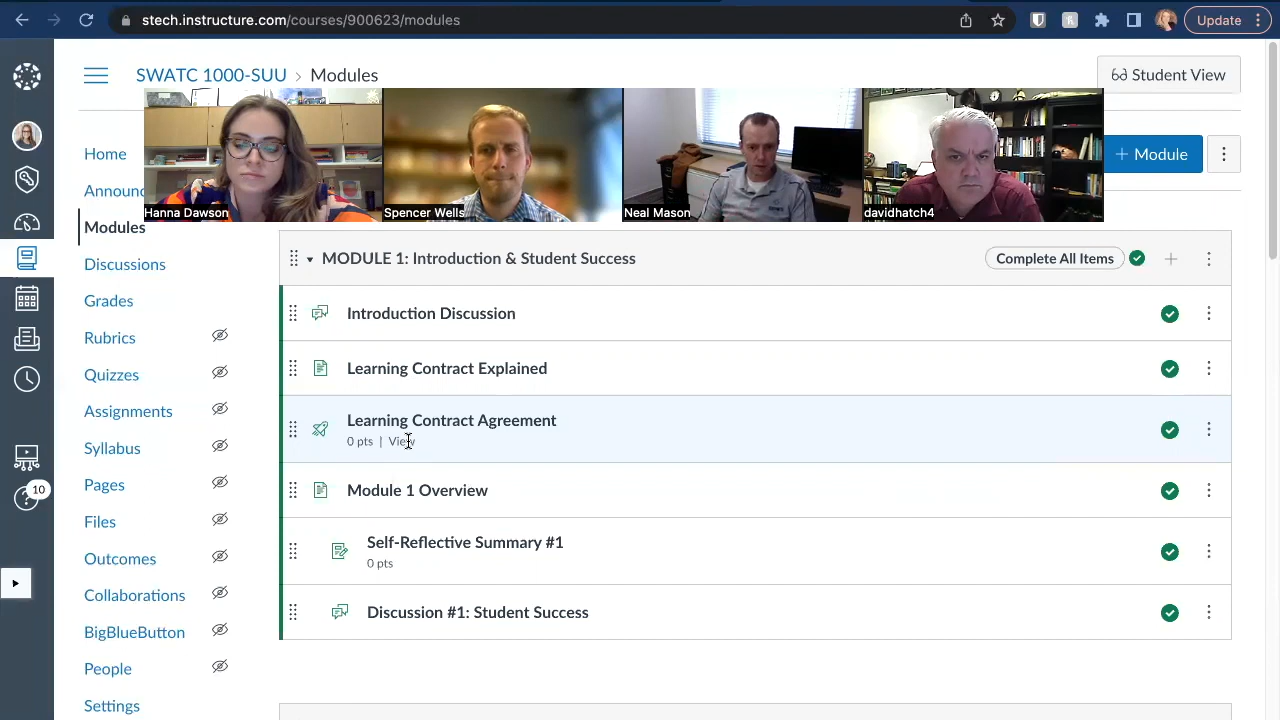 stech.instructure.com/courses/900623/modules
Update
SWATC 1000-SUU › Modules
Student View
Hanna Dawson
Spencer Wells
Neal Mason
davidhatch4
+ Module
Home
Announ
Modules
Discussions
Grades
Rubrics
Quizzes
Assignments
Syllabus
Pages
Files
Outcomes
Collaborations
BigBlueButton
People
Settings
10
MODULE 1: Introduction & Student Success
Complete All Items
Introduction Discussion
Learning Contract Explained
Learning Contract Agreement
0 pts | View
Module 1 Overview
Self-Reflective Summary #1
0 pts
Discussion #1: Student Success